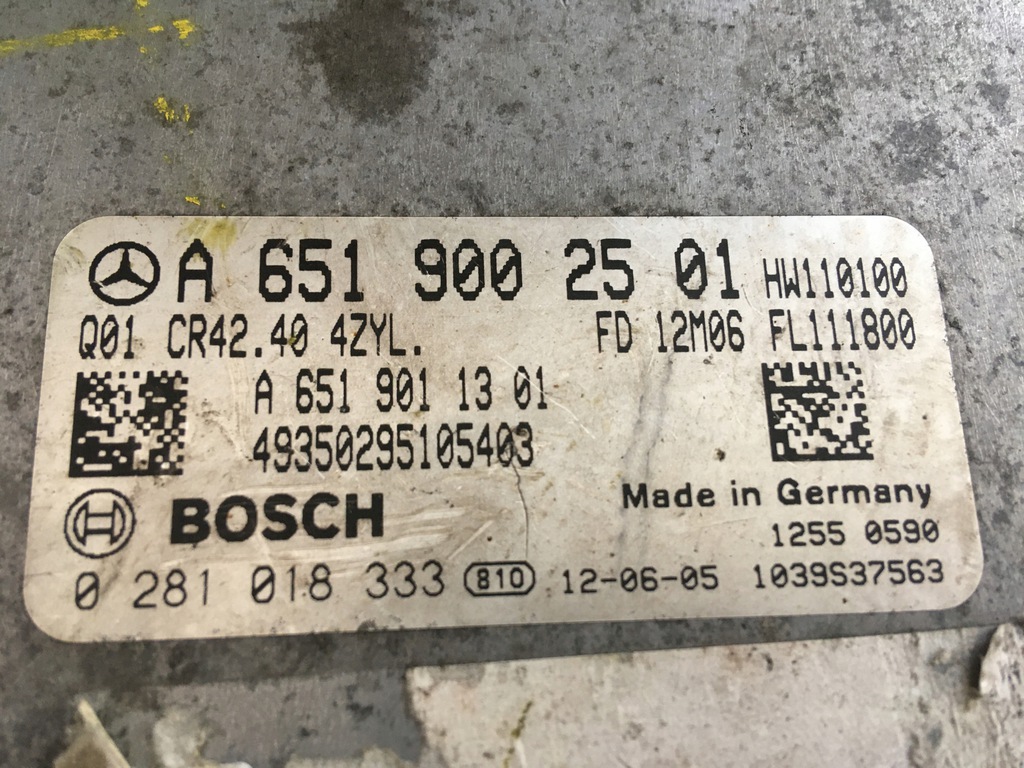 A 651 900 25 01 HW110100
Q01 CR42.40 4ZYL. FD 12M06 FL111800
A 651 901 13 01
49350295105403
BOSCH
Made in Germany
1255 0590
0 281 018 333 810 12-06-05 1039S37563